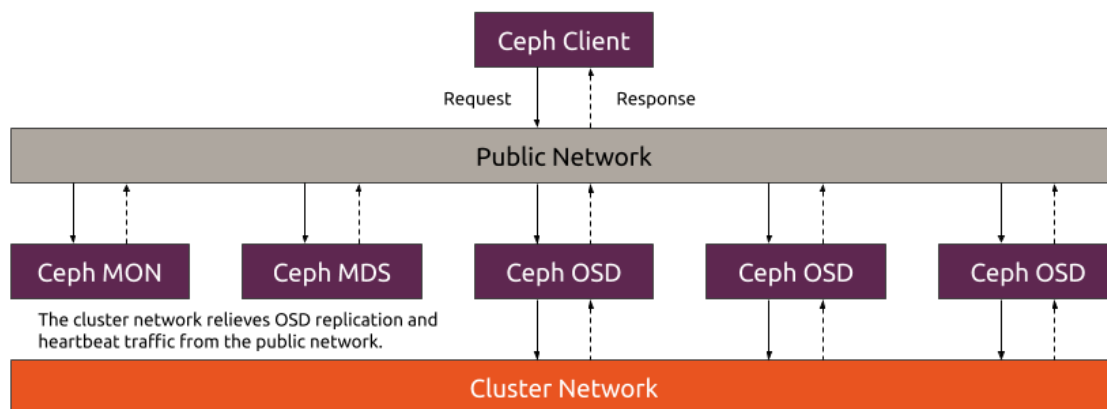 Ceph Client
Request
Response
Public Network
Ceph MON
Ceph MDS
Ceph OSD
Ceph OSD
Ceph OSD
The cluster network relieves OSD replication and
heartbeat traffic from the public network.
Cluster Network